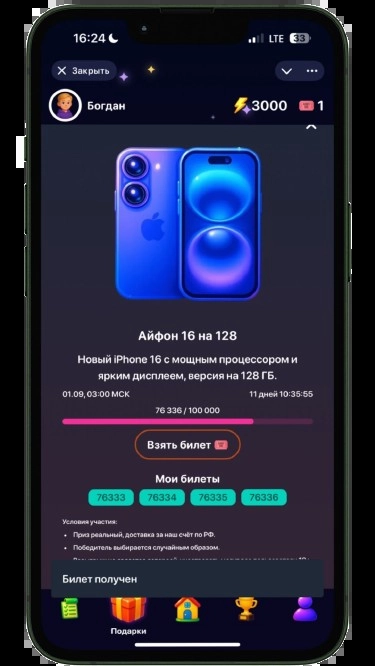 16:24 LTE 33
Закрыть
Богдан 3000 1
Айфон 16 на 128
Новый iPhone 16 с мощным процессором и
ярким дисплеем, версия на 128 ГБ.
01.09, 03:00 МСК 11 дней 10:35:55
76 336 / 100 000
Взять билет
Мои билеты
76333 76334 76335 76336
Условия участия:
• Приз реальный, доставка за наш счёт по РФ.
• Победитель выбирается случайным образом.
Билет получен
Подарки